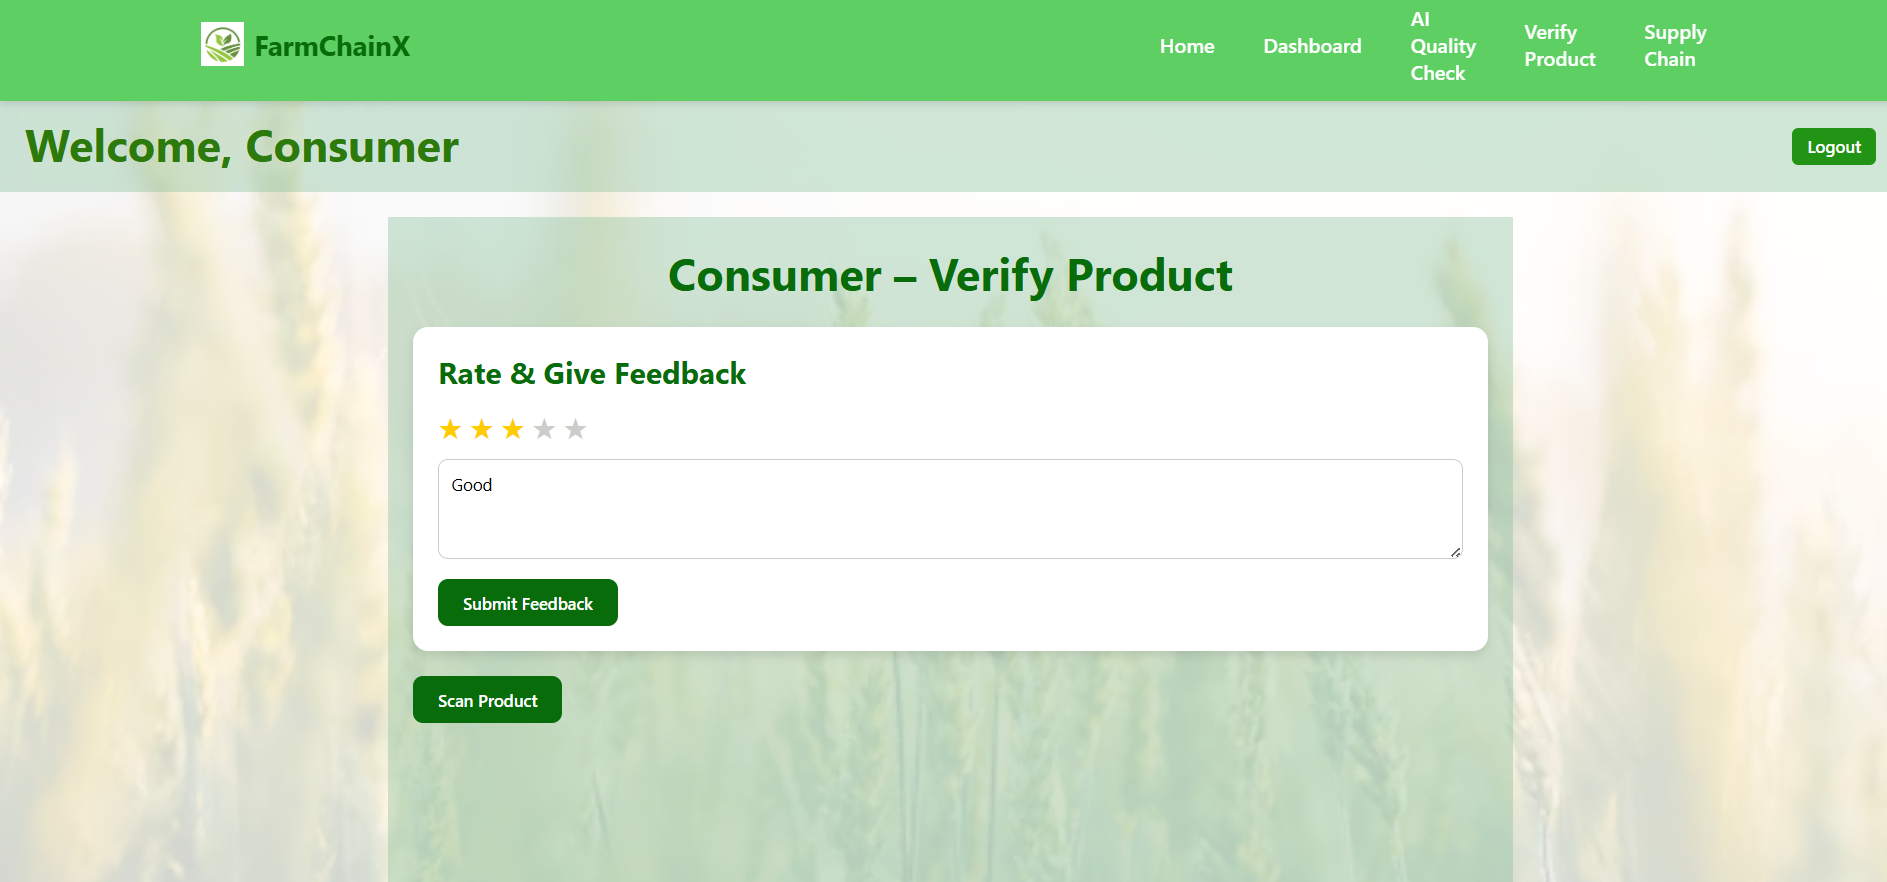 FarmChainX
Home
Dashboard
AI
Quality
Check
Verify
Product
Supply
Chain
Welcome, Consumer
Logout
Consumer – Verify Product
Rate & Give Feedback
Good
Submit Feedback
Scan Product